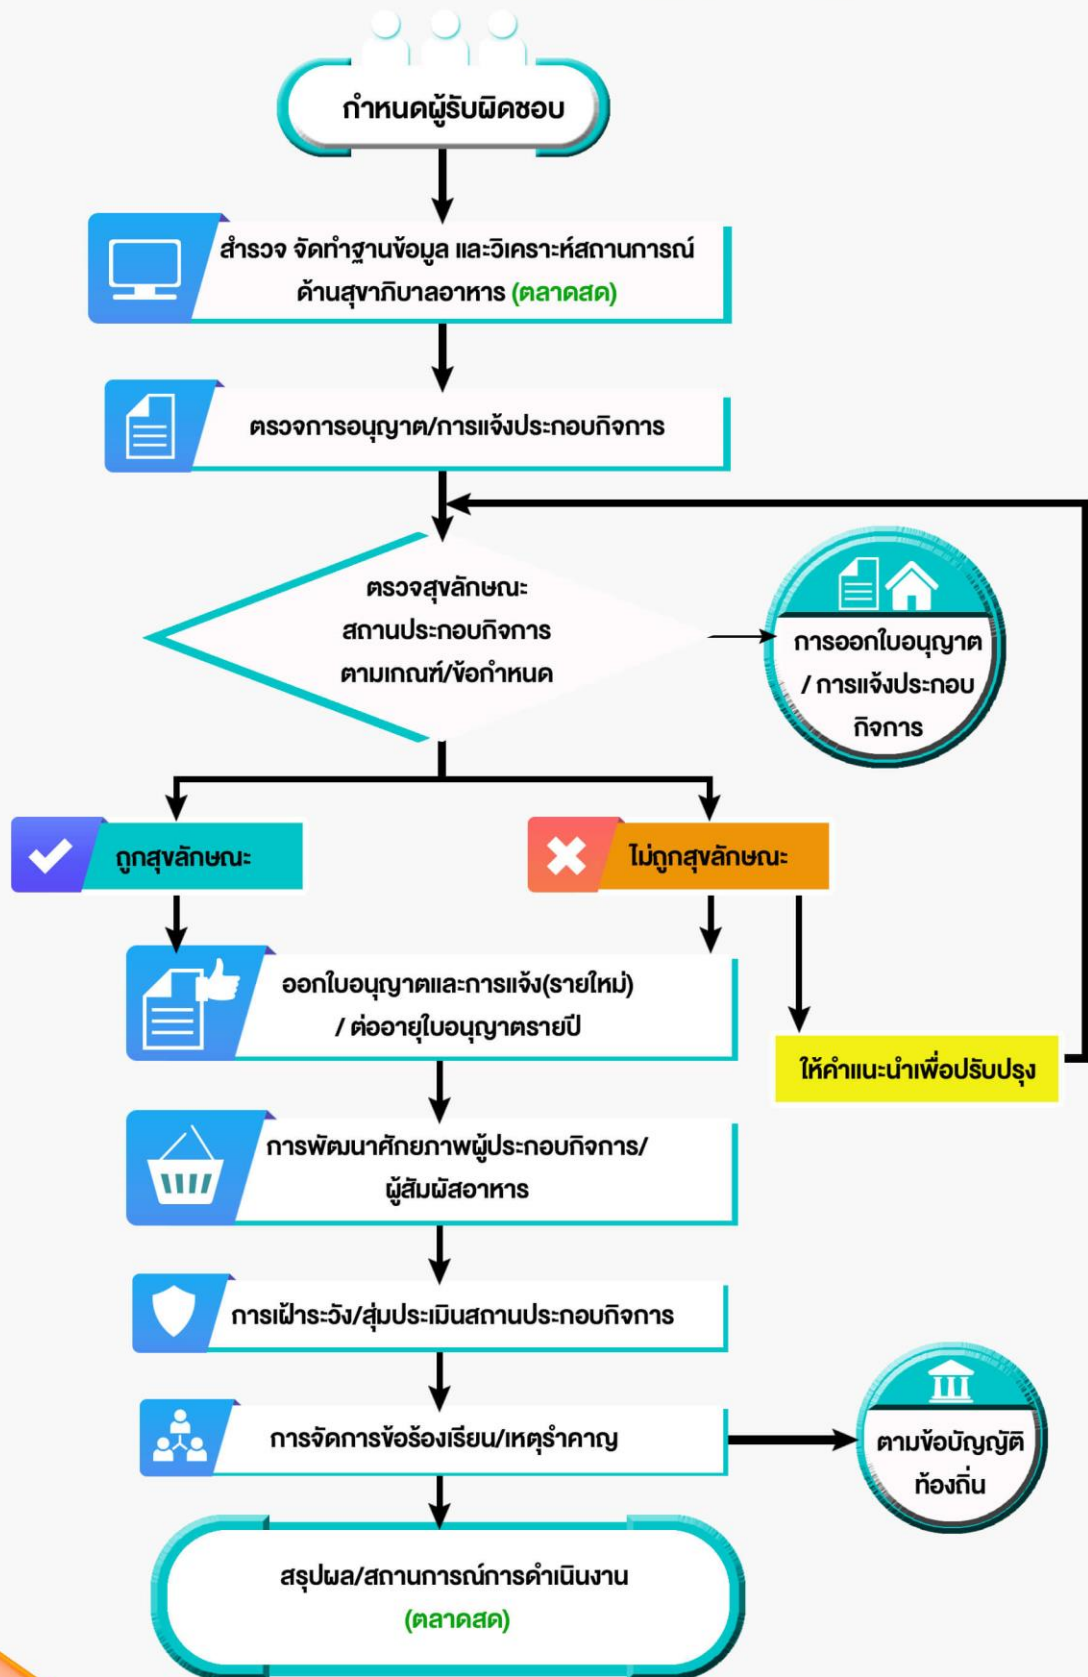 กำหนดผู้รับผิดชอบ
สำรวจ จัดทำฐานข้อมูล และวิเคราะห์สถานการณ์
ด้านสุขาภิบาลอาหาร (ตลาดสด)
ตรวจการอนุญาต/การแจ้งประกอบกิจการ
ตรวจสุขลักษณะ
สถานประกอบกิจการ
ตามเกณฑ์/ข้อกำหนด
การออกใบอนุญาต
/ การแจ้งประกอบ
กิจการ
ถูกสุขลักษณะ
ไม่ถูกสุขลักษณะ
ออกใบอนุญาตและการแจ้ง(รายใหม่)
/ ต่ออายุใบอนุญาตรายปี
ให้คำแนะนำเพื่อปรับปรุง
การพัฒนาศักยภาพผู้ประกอบกิจการ/
ผู้สัมผัสอาหาร
การเฝ้าระวัง/สุ่มประเมินสถานประกอบกิจการ
การจัดการข้อร้องเรียน/เหตุรำคาญ
ตามข้อบัญญัติ
ท้องถิ่น
สรุปผล/สถานการณ์การดำเนินงาน
(ตลาดสด)